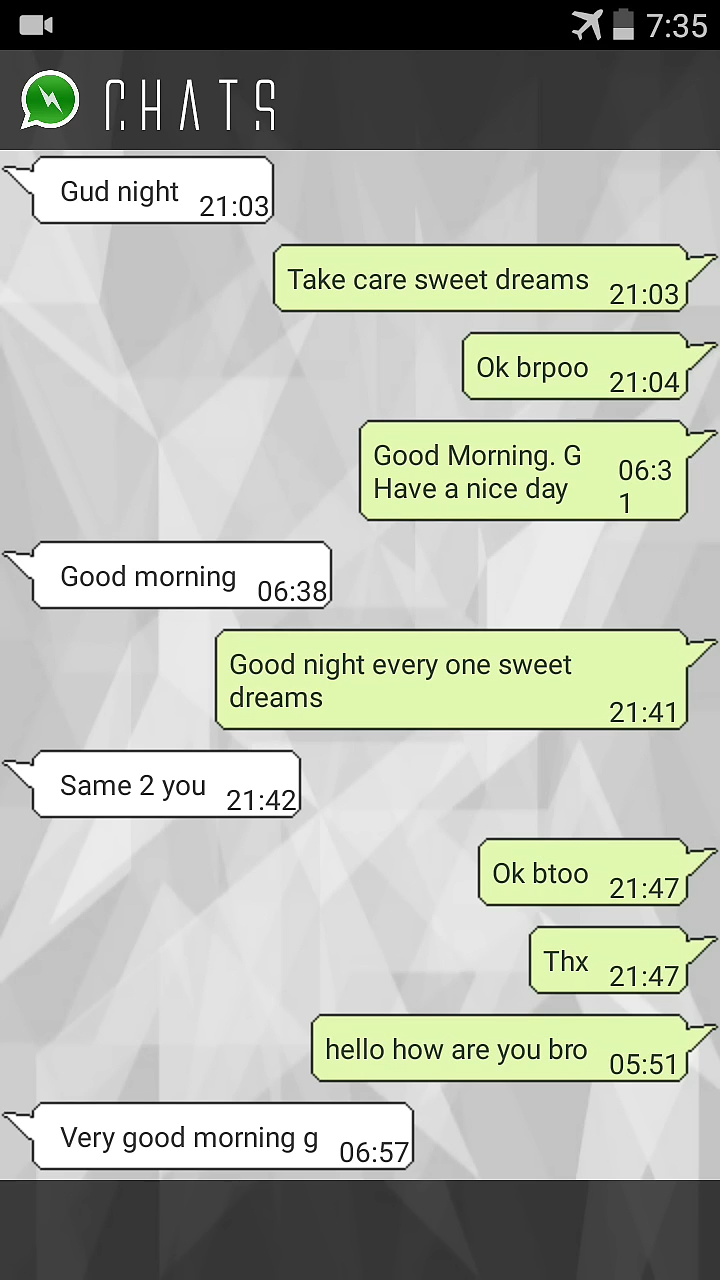 7:35
CHATS
Gud night 21:03
Take care sweet dreams 21:03
Ok brpoo 21:04
Good Morning. G 06:3
Have a nice day 1
Good morning 06:38
Good night every one sweet
dreams 21:41
Same 2 you 21:42
Ok btoo 21:47
Thx 21:47
hello how are you bro 05:51
Very good morning g 06:57